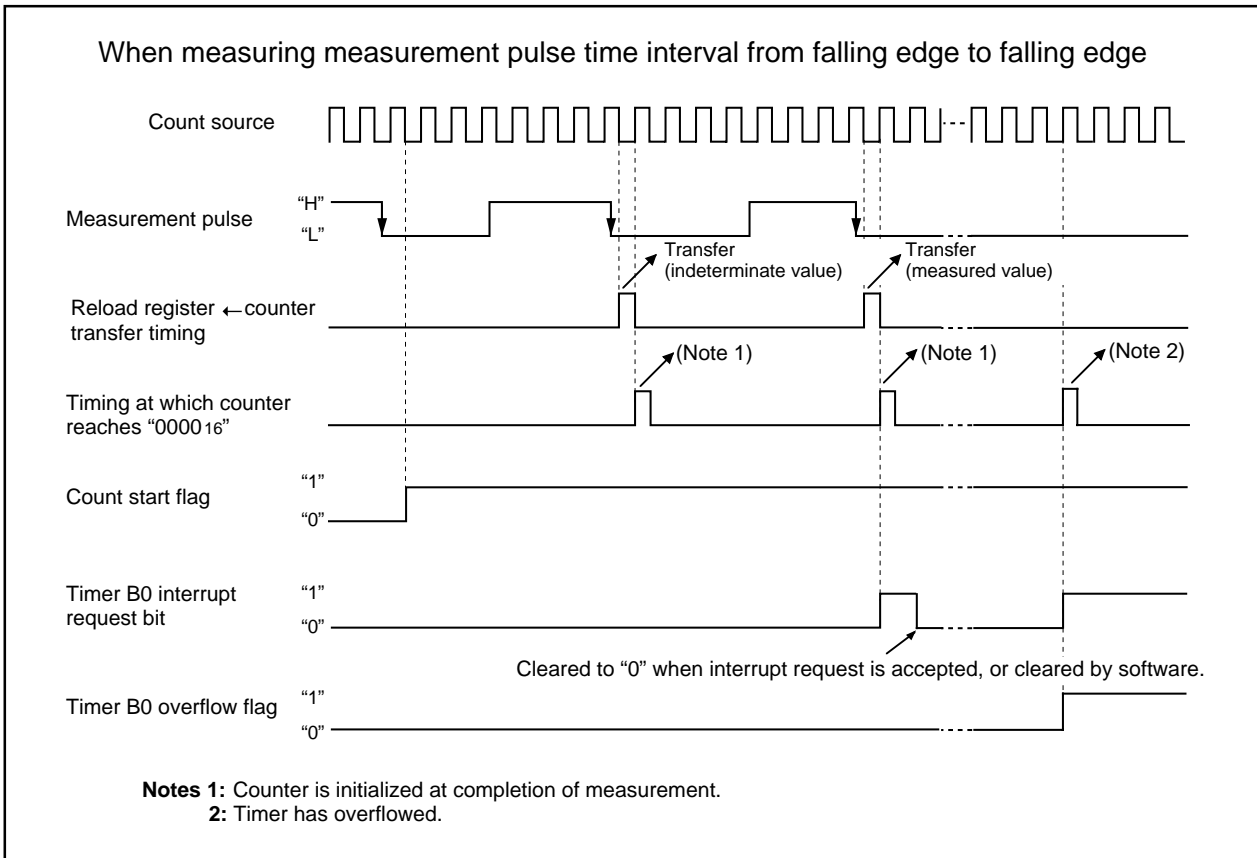 When measuring measurement pulse time interval from falling edge to falling edge
Count source
Measurement pulse
“H”
“L”
Transfer
(indeterminate value)
Transfer
(measured value)
Reload register ←counter
transfer timing
(Note 1)
(Note 1)
(Note 2)
Timing at which counter
reaches “0000₁₆”
Count start flag
“1”
“0”
Timer B0 interrupt
request bit
“1”
“0”
Cleared to “0” when interrupt request is accepted, or cleared by software.
Timer B0 overflow flag
“1”
“0”
Notes 1: Counter is initialized at completion of measurement.
2: Timer has overflowed.